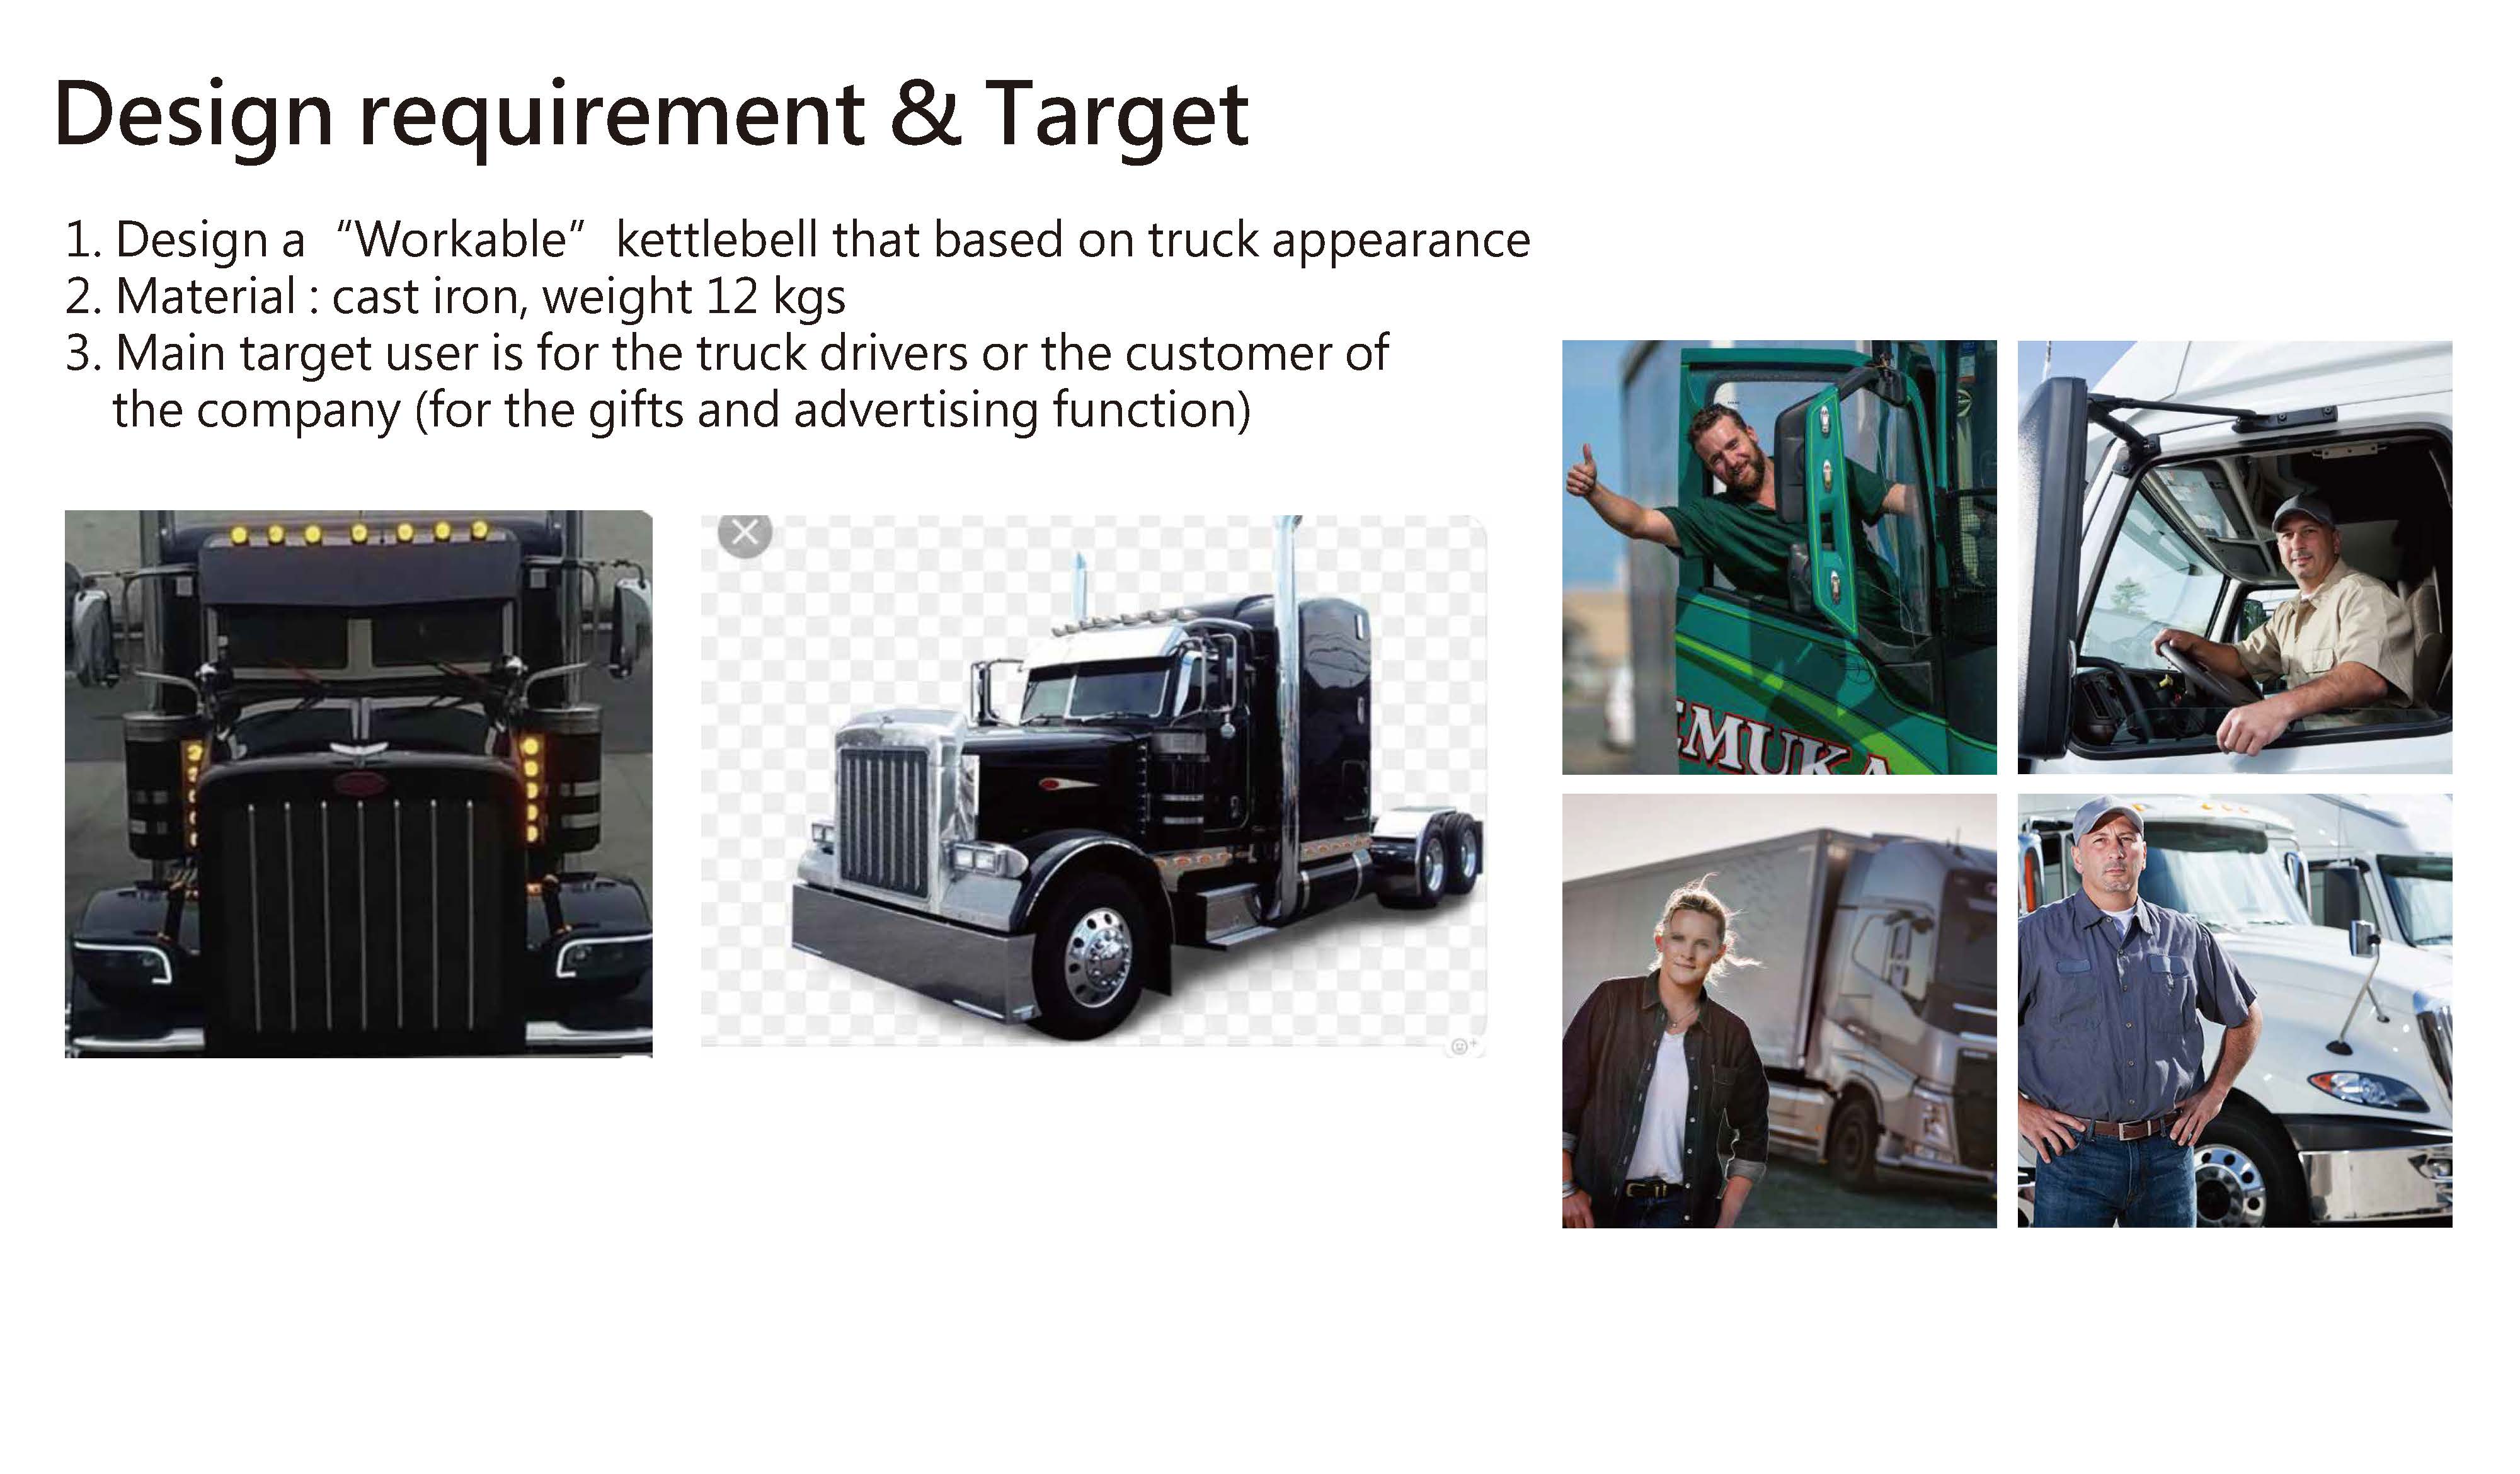 Design requirement & Target
1. Design a “Workable” kettlebell that based on truck appearance
2. Material : cast iron, weight 12 kgs
3. Main target user is for the truck drivers or the customer of
the company (for the gifts and advertising function)
EMUKA